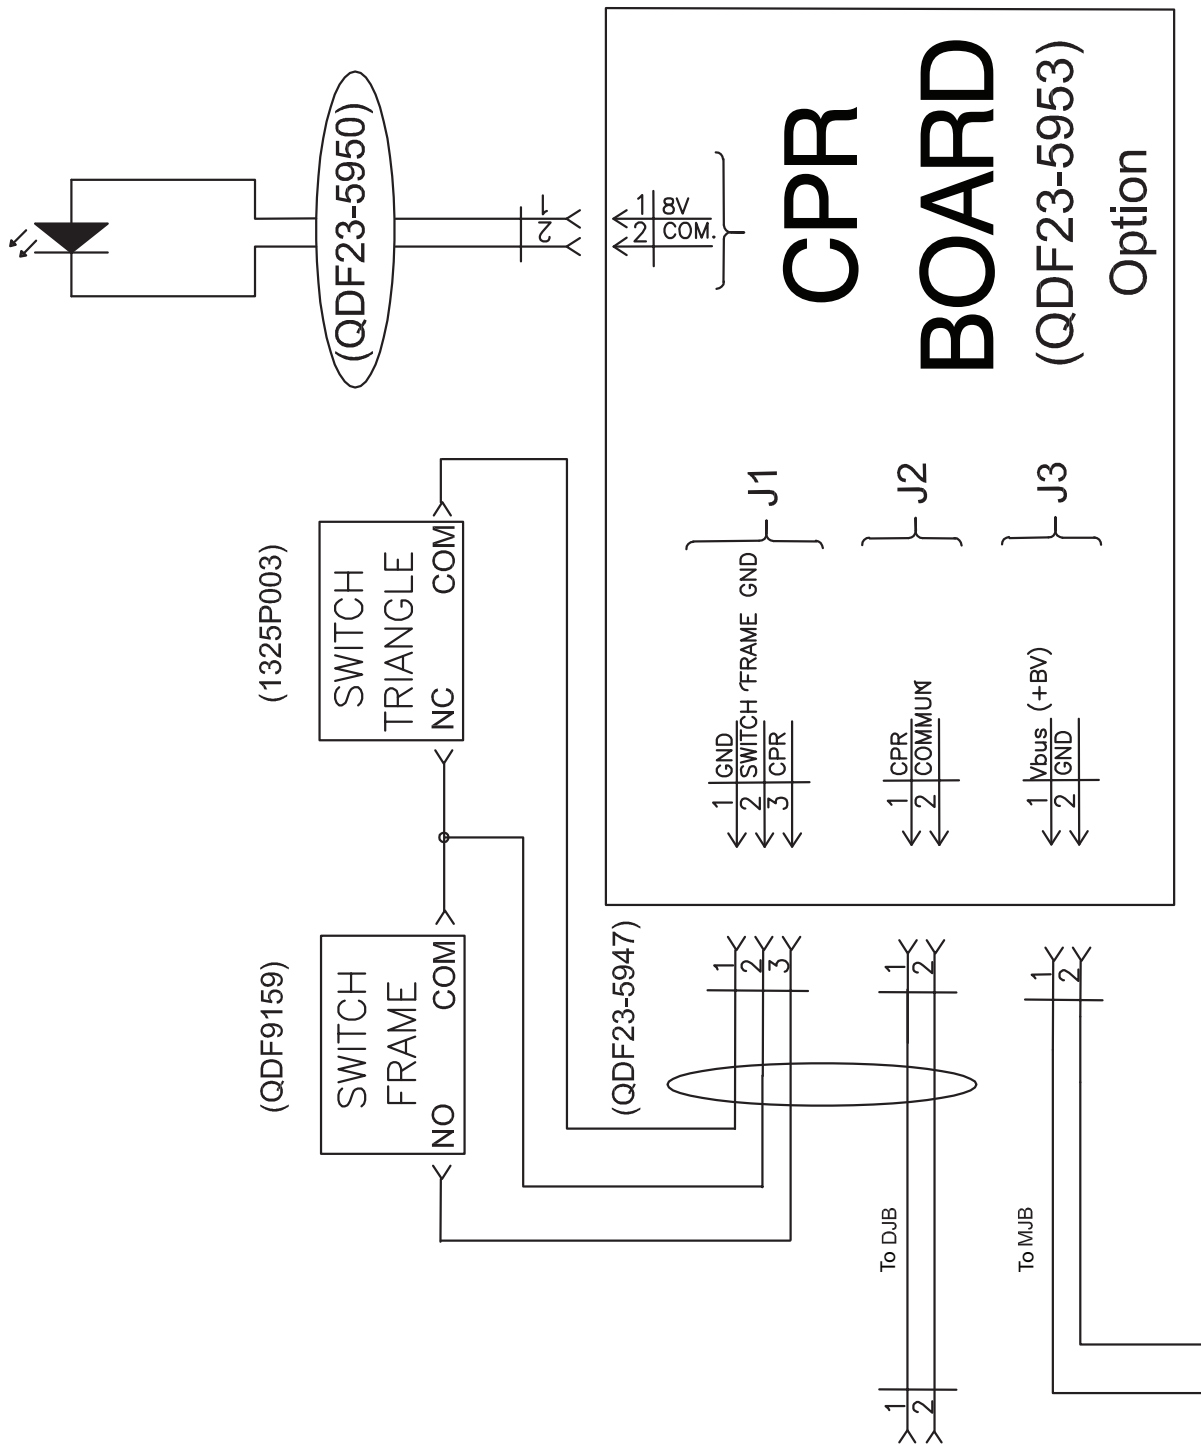 (QDF23-5950)
1
2
1 8V
2 COM.
CPR
BOARD
(QDF23-5953)
Option
(1325P003)
SWITCH
TRIANGLE
NC COM
J1
J2
J3
1 GND
2 SWITCH/FRAME GND
3 CPR
1 CPR
2 COMMUN
1 Vbus (+BV)
2 GND
(QDF9159)
SWITCH
FRAME
NO COM
(QDF23-5947)
1
2
3
1
2
1
2
To DJB
To MJB
1
2